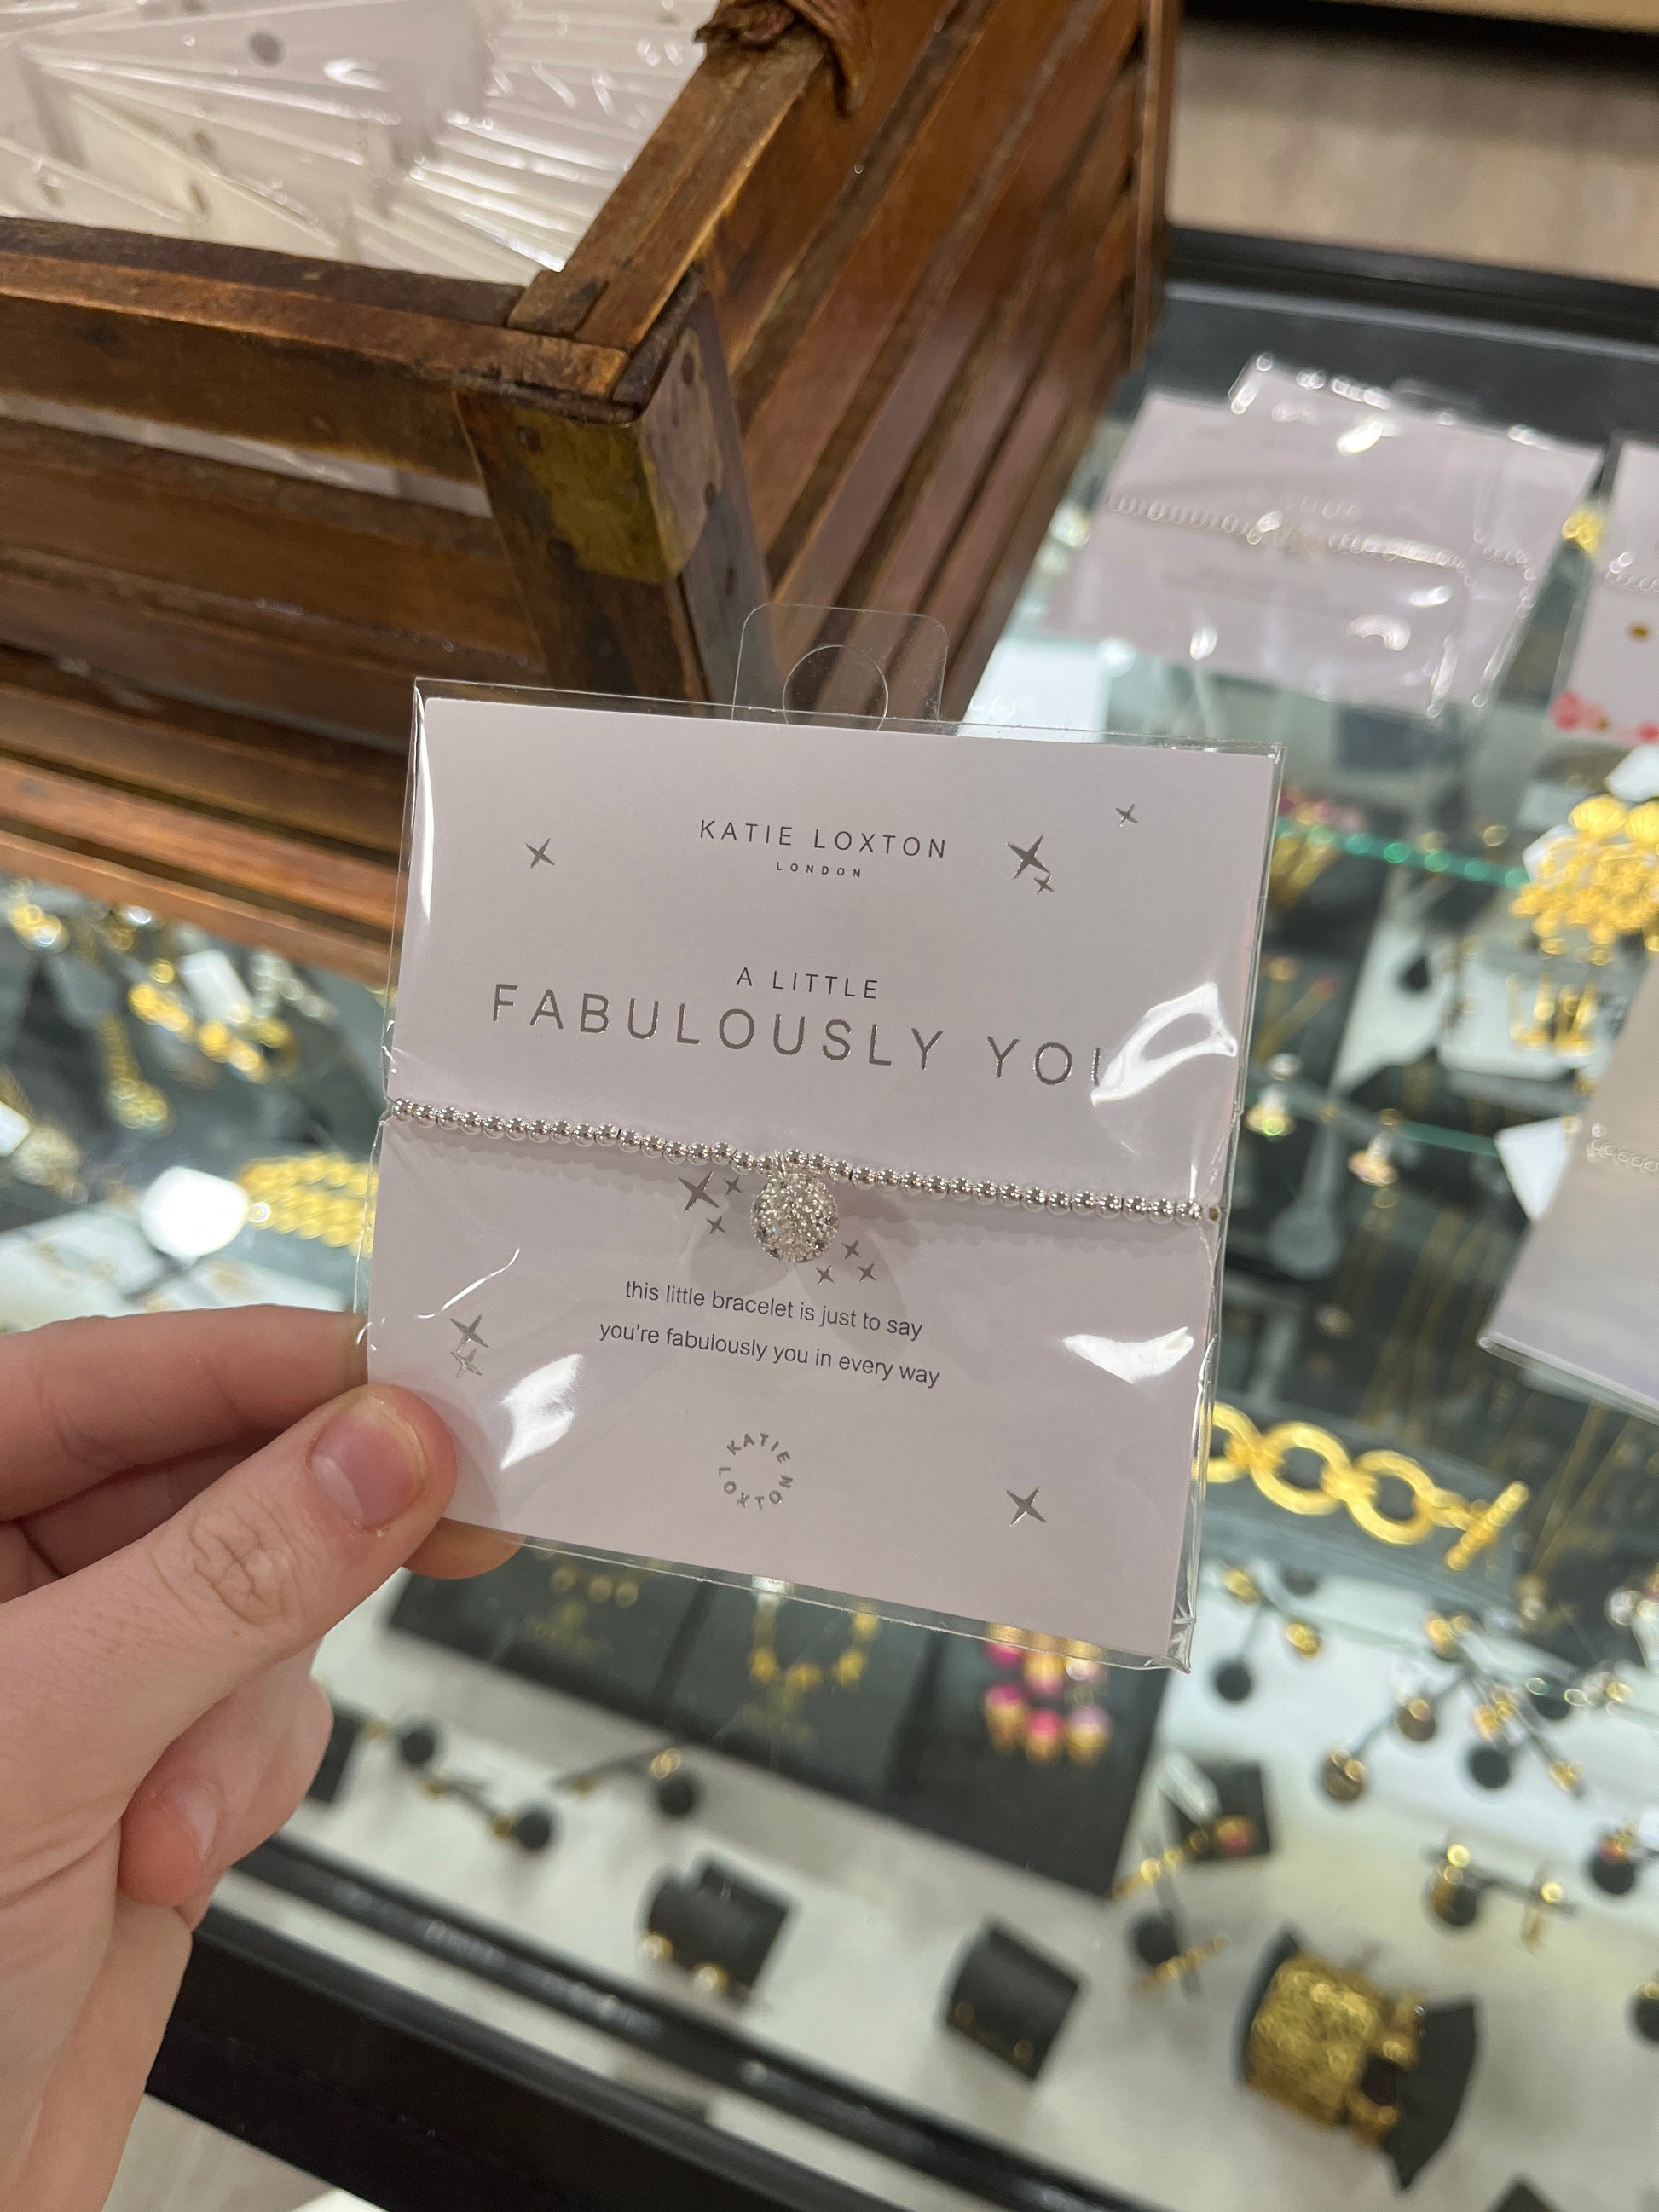 KATIE LOXTON
LONDON
A LITTLE
FABULOUSLY YOU
this little bracelet is just to say
you're fabulously you in every way
KATIE LOXTON